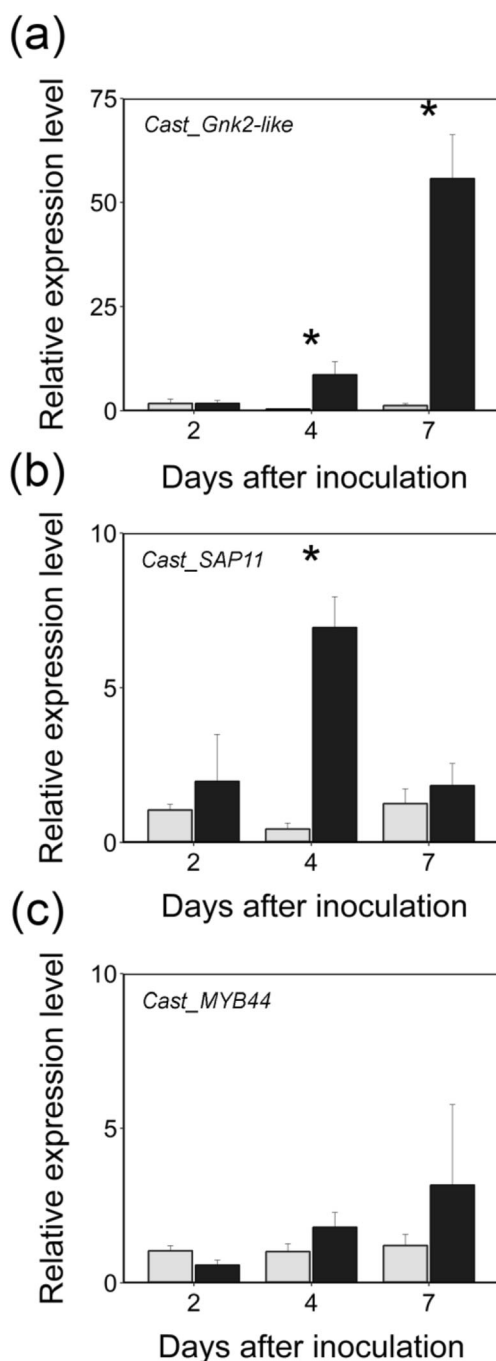 (a)
Relative expression level
75
50
25
0
Cast_Gnk2-like
*
*
2 4 7
Days after inoculation
(b)
Relative expression level
10
5
0
Cast_SAP11
*
2 4 7
Days after inoculation
(c)
Relative expression level
10
5
0
Cast_MYB44
2 4 7
Days after inoculation